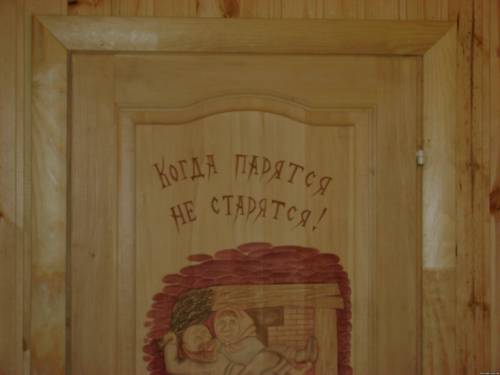 Когда парятся
не старятся!